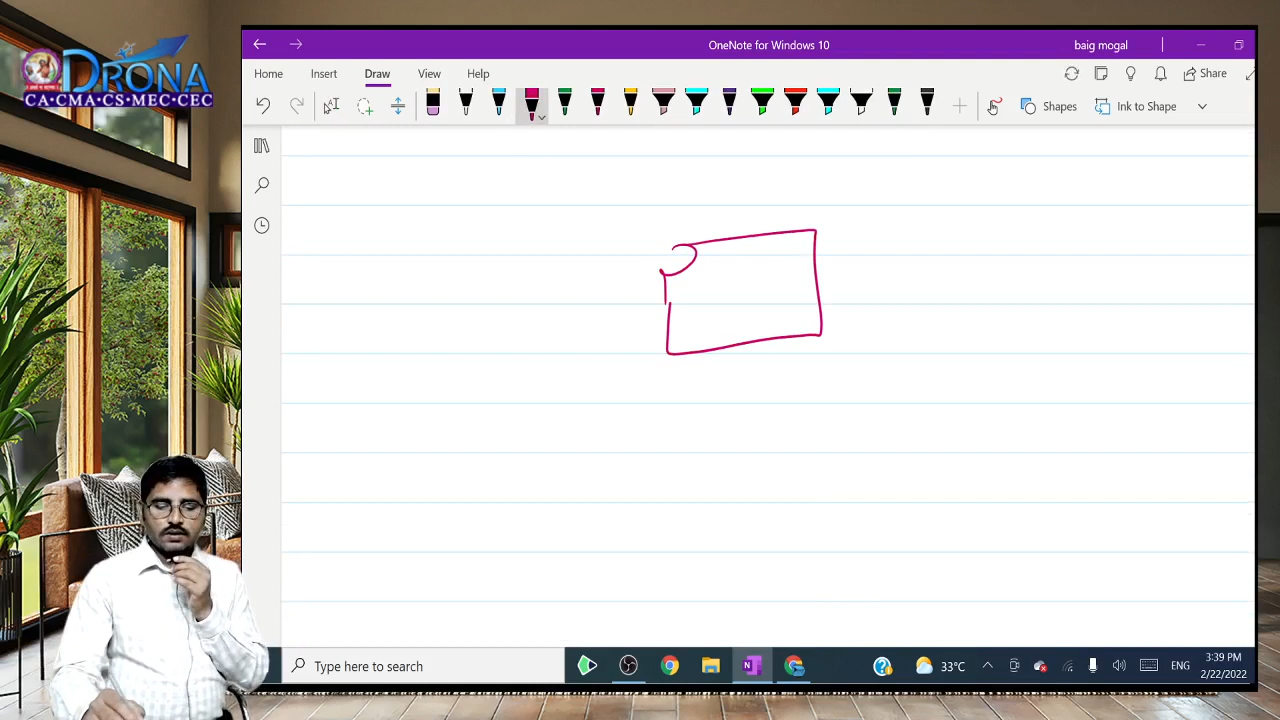 DRONA
CA•CMA•CS•MEC•CEC
OneNote for Windows 10
baig mogal
Home Insert Draw View Help
Share
Shapes
Ink to Shape
Type here to search
33°C
ENG
3:39 PM
2/22/2022